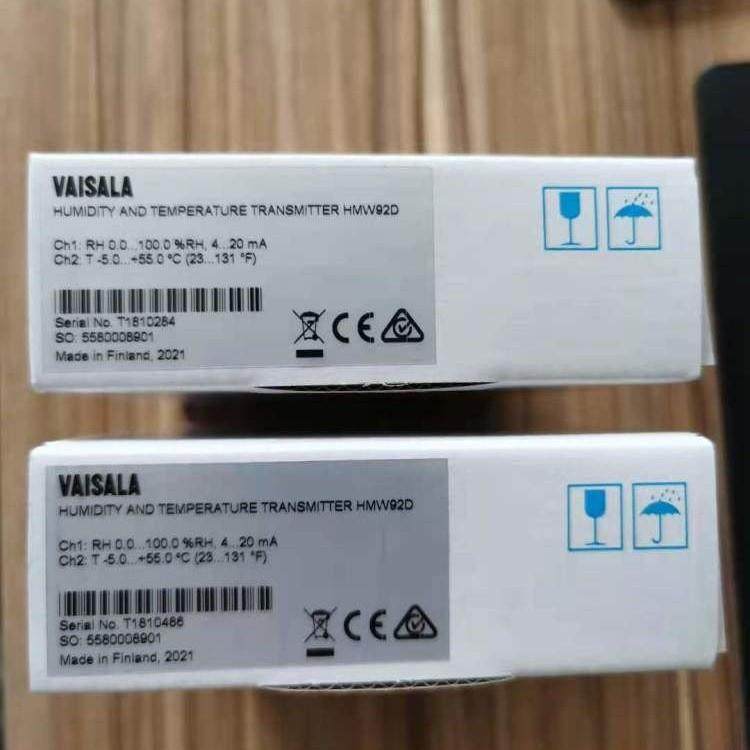 VAISALA
HUMIDITY AND TEMPERATURE TRANSMITTER HMW92D
Ch1: RH 0.0...100.0 %RH, 4...20 mA
Ch2: T -5.0...+55.0 °C (23...131 °F)
Serial No. T1810284
SO: 5580008901
Made in Finland, 2021
CE
VAISALA
HUMIDITY AND TEMPERATURE TRANSMITTER HMW92D
Ch1: RH 0.0...100.0 %RH, 4...20 mA
Ch2: T -5.0...+55.0 °C (23...131 °F)
Serial No. T1810486
SO: 5580008901
Made in Finland, 2021
CE